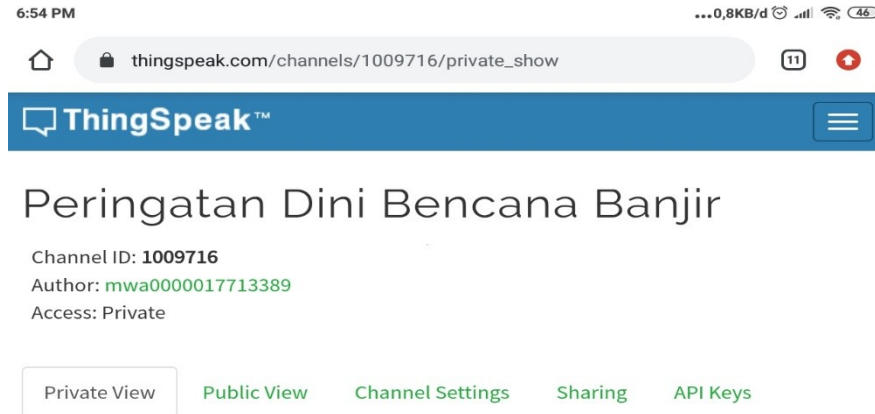 6:54 PM ...0,8KB/d 46
thingspeak.com/channels/1009716/private_show 11
ThingSpeak™
Peringatan Dini Bencana Banjir
Channel ID: 1009716
Author: mwa0000017713389
Access: Private
Private View Public View Channel Settings Sharing API Keys